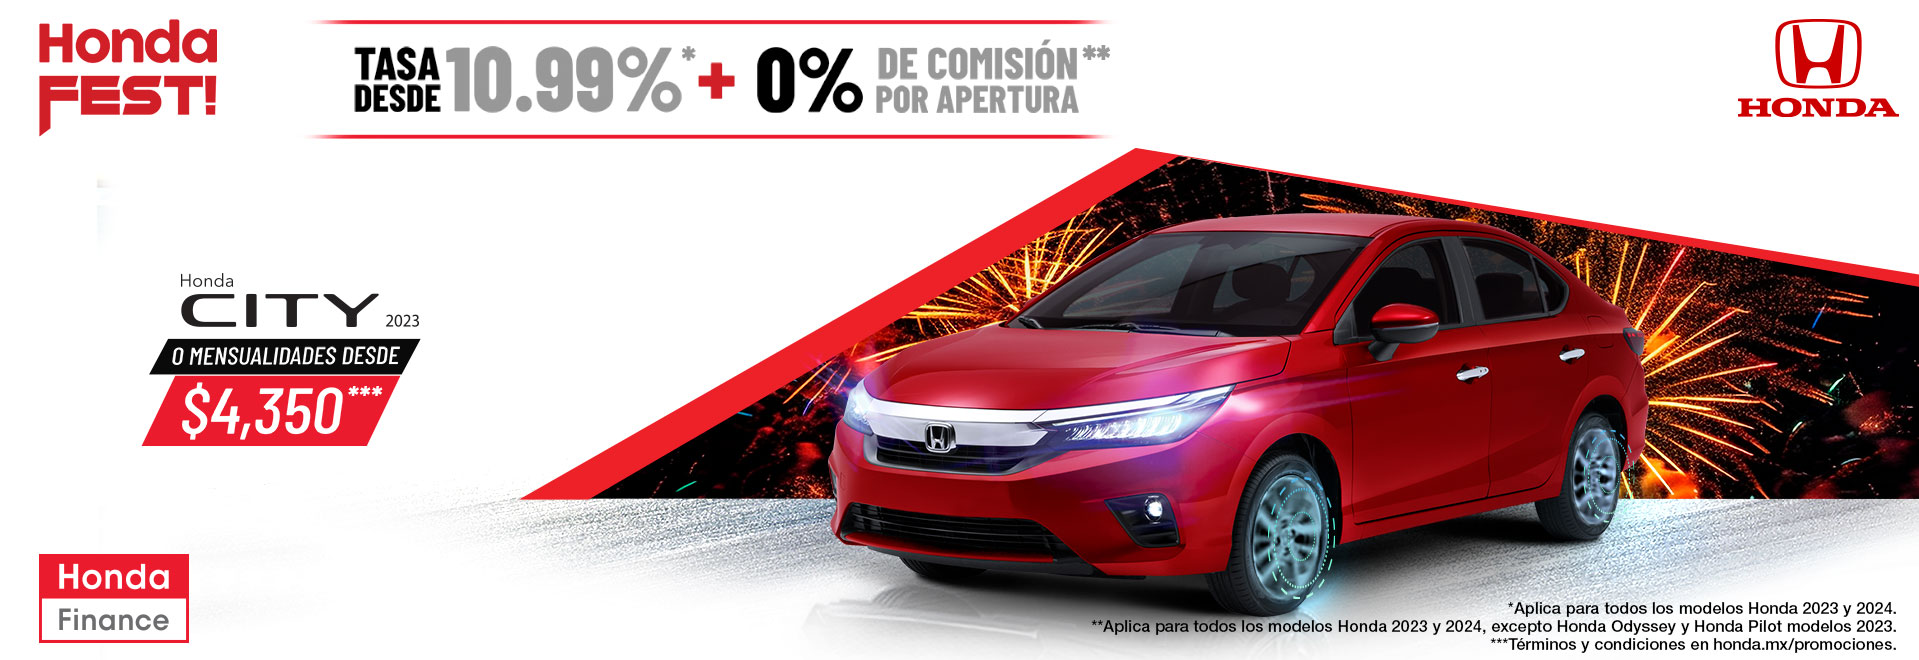 Honda
FEST!
TASA
DESDE
10.99%* + 0%
DE COMISIÓN**
POR APERTURA
HONDA
Honda
CITY 2023
O MENSUALIDADES DESDE
$4,350***
Honda
Finance
*Aplica para todos los modelos Honda 2023 y 2024.
**Aplica para todos los modelos Honda 2023 y 2024, excepto Honda Odyssey y Honda Pilot modelos 2023.
***Términos y condiciones en honda.mx/promociones.